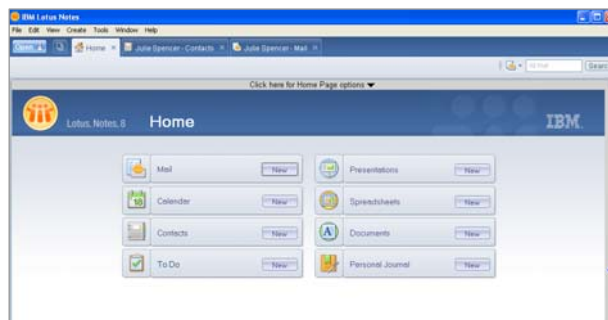 IBM Lotus Notes
File Edit View Create Tools Window Help
Open Home Julie Spencer - Contacts Julie Spencer - Mail
Click here for Home Page options
Lotus. Notes. 8 Home IBM.
Mail New Presentations New
Calendar New Spreadsheets New
Contacts New Documents New
To Do New Personal Journal New